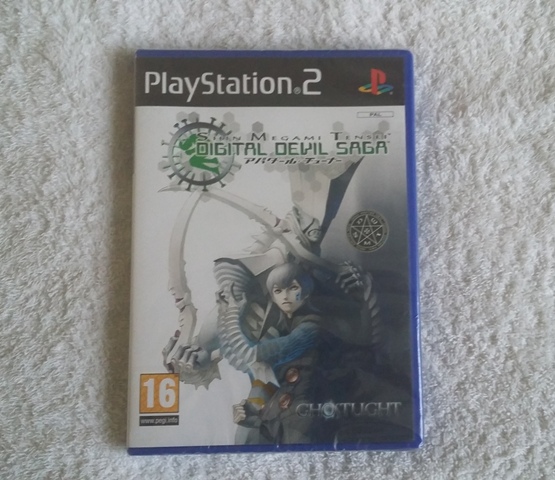 PlayStation®2
PAL
SHIN MEGAMI TENSEI
DIGITAL DEVIL SAGA
アバタール・チューナー
16
www.pegi.info
GHOSTLIGHT